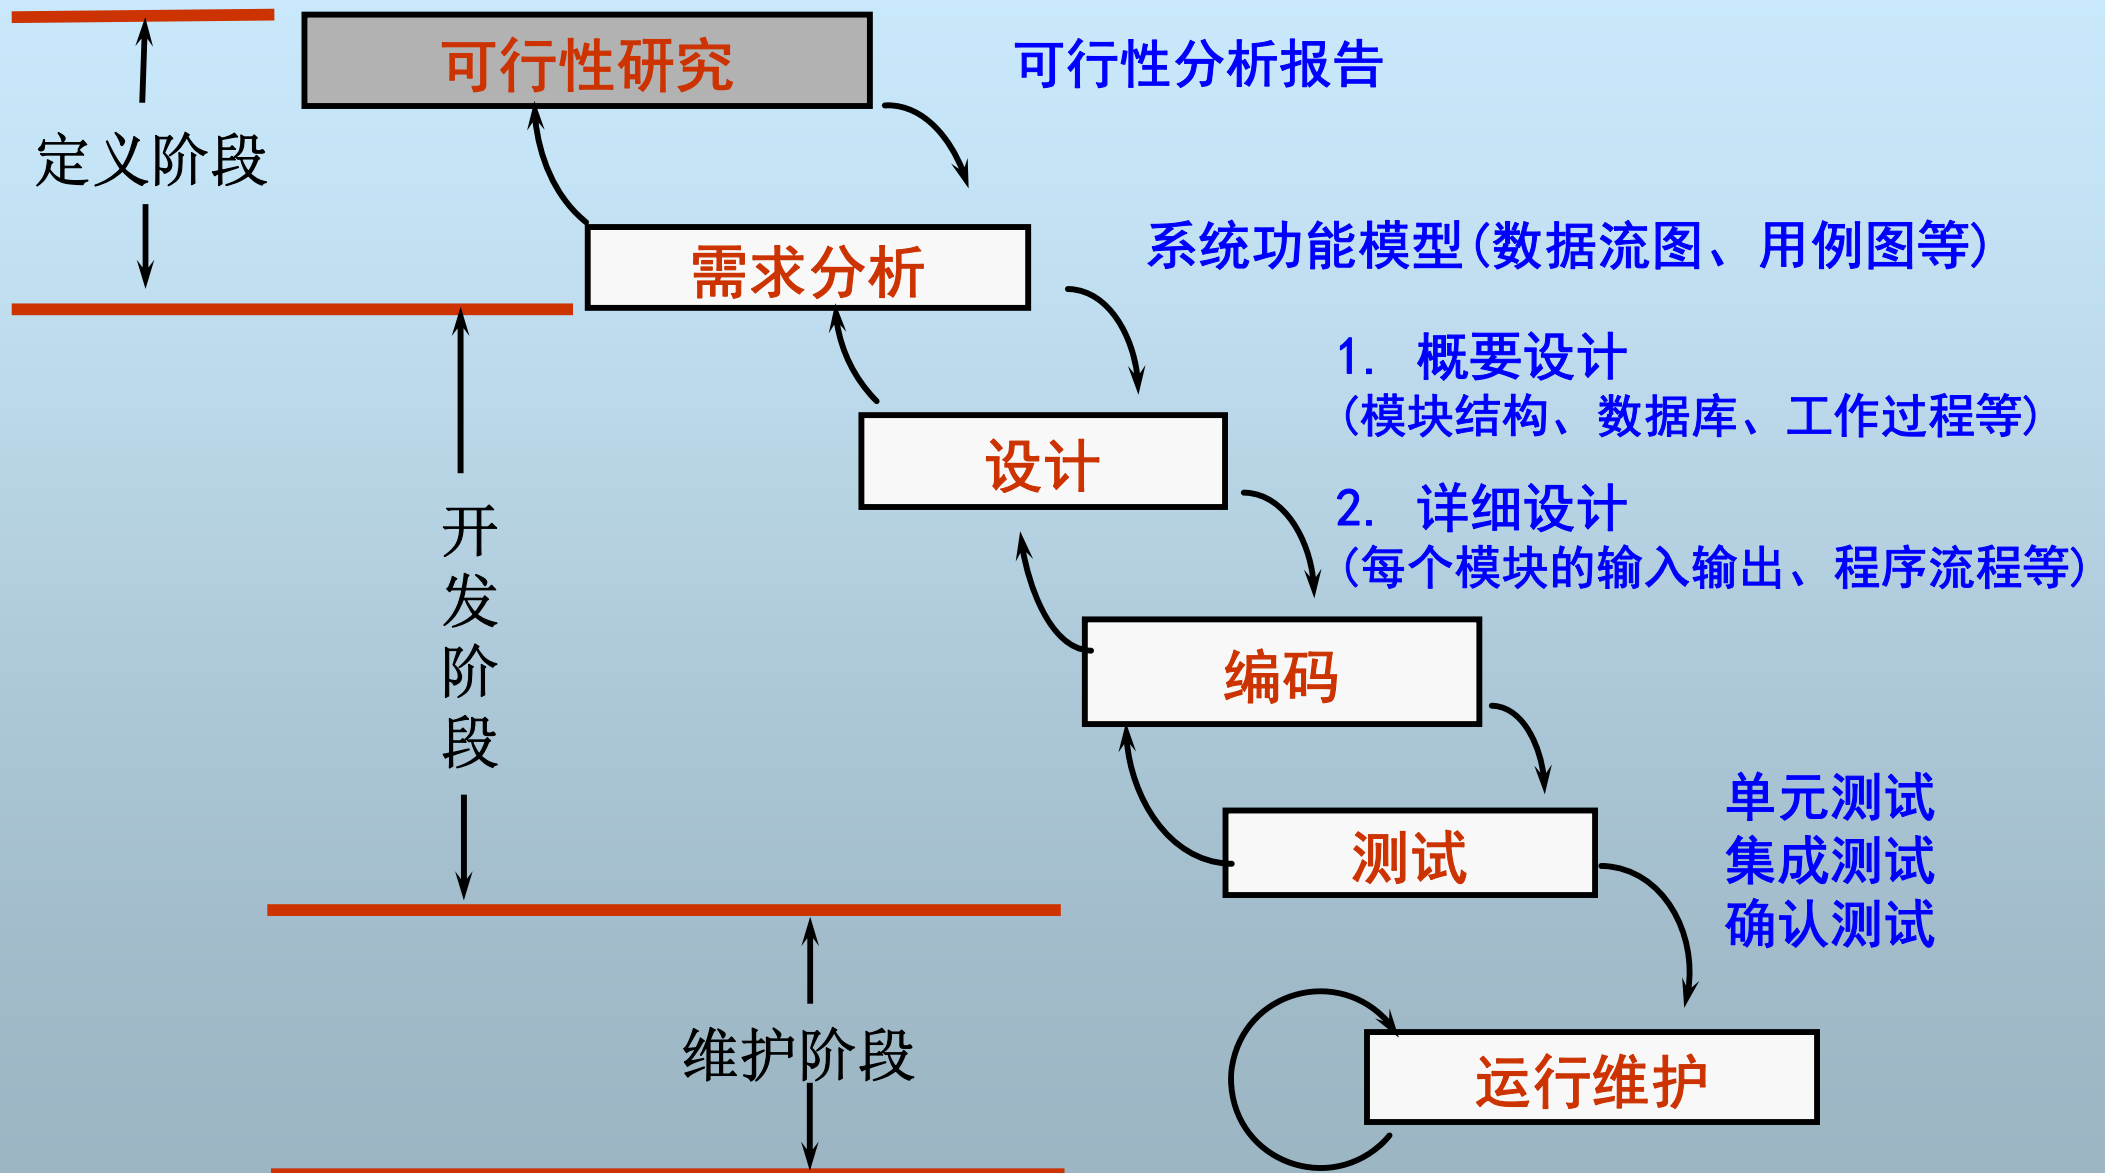 可行性研究
可行性分析报告
定义阶段
需求分析
系统功能模型(数据流图、用例图等)
1. 概要设计
(模块结构、数据库、工作过程等)
设计
2. 详细设计
(每个模块的输入输出、程序流程等)
开
发
阶
段
编码
测试
单元测试
集成测试
确认测试
维护阶段
运行维护